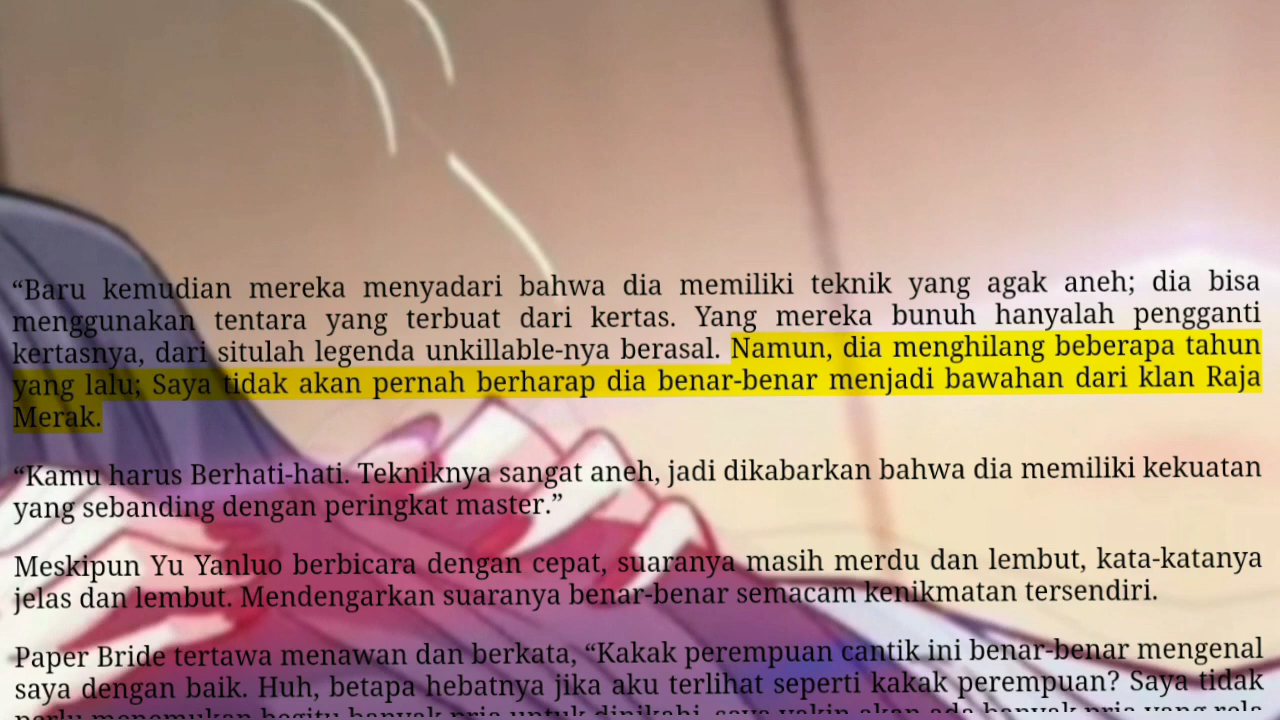 “Baru kemudian mereka menyadari bahwa dia memiliki teknik yang agak aneh; dia bisa
menggunakan tentara yang terbuat dari kertas. Yang mereka bunuh hanyalah pengganti
kertasnya, dari situlah legenda unkillable-nya berasal. Namun, dia menghilang beberapa tahun
yang lalu; Saya tidak akan pernah berharap dia benar-benar menjadi bawahan dari klan Raja
Merak.
“Kamu harus Berhati-hati. Tekniknya sangat aneh, jadi dikabarkan bahwa dia memiliki kekuatan
yang sebanding dengan peringkat master.”
Meskipun Yu Yanluo berbicara dengan cepat, suaranya masih merdu dan lembut, kata-katanya
jelas dan lembut. Mendengarkan suaranya benar-benar semacam kenikmatan tersendiri.
Paper Bride tertawa menawan dan berkata, “Kakak perempuan cantik ini benar-benar mengenal
saya dengan baik. Huh, betapa hebatnya jika aku terlihat seperti kakak perempuan? Saya tidak